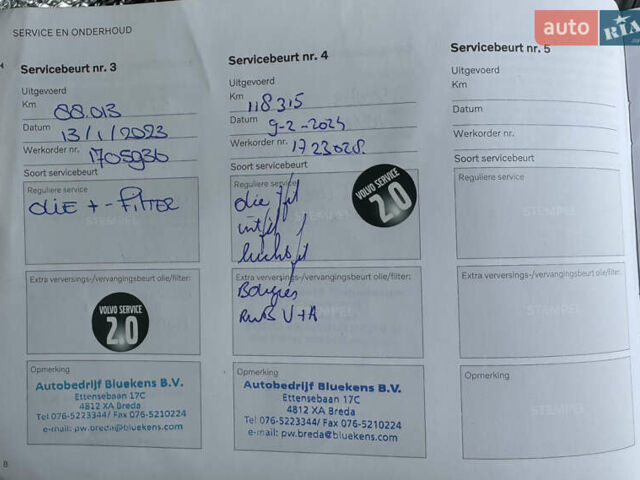 auto RIA
SERVICE EN ONDERHOUD
Servicebeurt nr. 3
Uitgevoerd
Km 88.013
Datum 13/1/2023
Werkorder nr. 1705936
Soort servicebeurt
Reguliere service
OLIE + - FILTER
Extra verversings-/vervangingsbeurt olie/filter:
VOLVO SERVICE
2.0
Opmerking
Autobedrijf Bluekens B.V.
Ettensebaan 17C
4812 XA Breda
Tel 076-5223344/ Fax 076-5210224
e-mail: pw.breda@bluekens.com
8
Servicebeurt nr. 4
Uitgevoerd
Km 118315
Datum 9-2-2024
Werkorder nr. 1723028
Soort servicebeurt
Reguliere service
VOLVO SERVICE
2.0
olie
STEMPEL
Extra verversings-/vervangingsbeurt olie/filter:
Bougies
RWB V+A
Opmerking
Autobedrijf Bluekens B.V.
Ettensebaan 17C
4812 XA Breda
Tel 076-5223344/ Fax 076-5210224
e-mail: pw.breda@bluekens.com
Servicebeurt nr. 5
Uitgevoerd
Km
Datum
Werkorder nr.
Soort servicebeurt
Reguliere service
STEMPEL
Extra verversings-/vervangingsbeurt olie/filter:
STEMPEL
Opmerking
STEMPEL